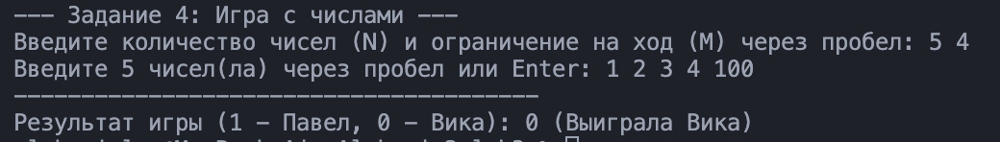 --- Задание 4: Игра с числами ---
Введите количество чисел (N) и ограничение на ход (M) через пробел: 5 4
Введите 5 чисел(ла) через пробел или Enter: 1 2 3 4 100
---------------------------------------
Результат игры (1 - Павел, 0 - Вика): 0 (Выиграла Вика)